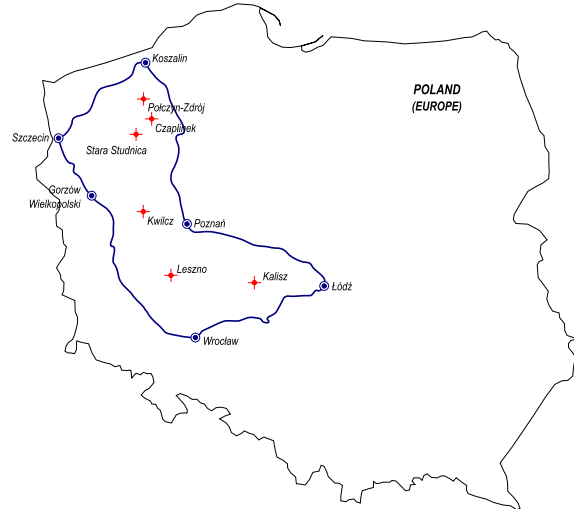 Koszalin
POLAND
(EUROPE)
Połczyn-Zdrój
Czaplinek
Szczecin
Stara Studnica
Gorzów
Wielkopolski
Kwilcz
Poznań
Leszno
Kalisz
Łódź
Wrocław